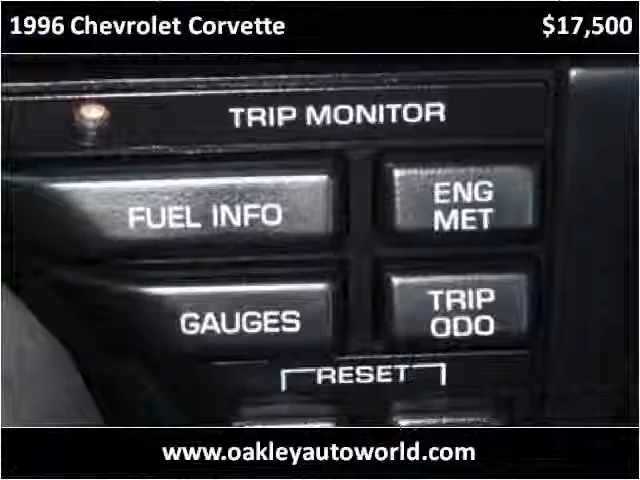 1996 Chevrolet Corvette $17,500
TRIP MONITOR
FUEL INFO
ENG
MET
GAUGES
TRIP
ODO
RESET
www.oakleyautoworld.com